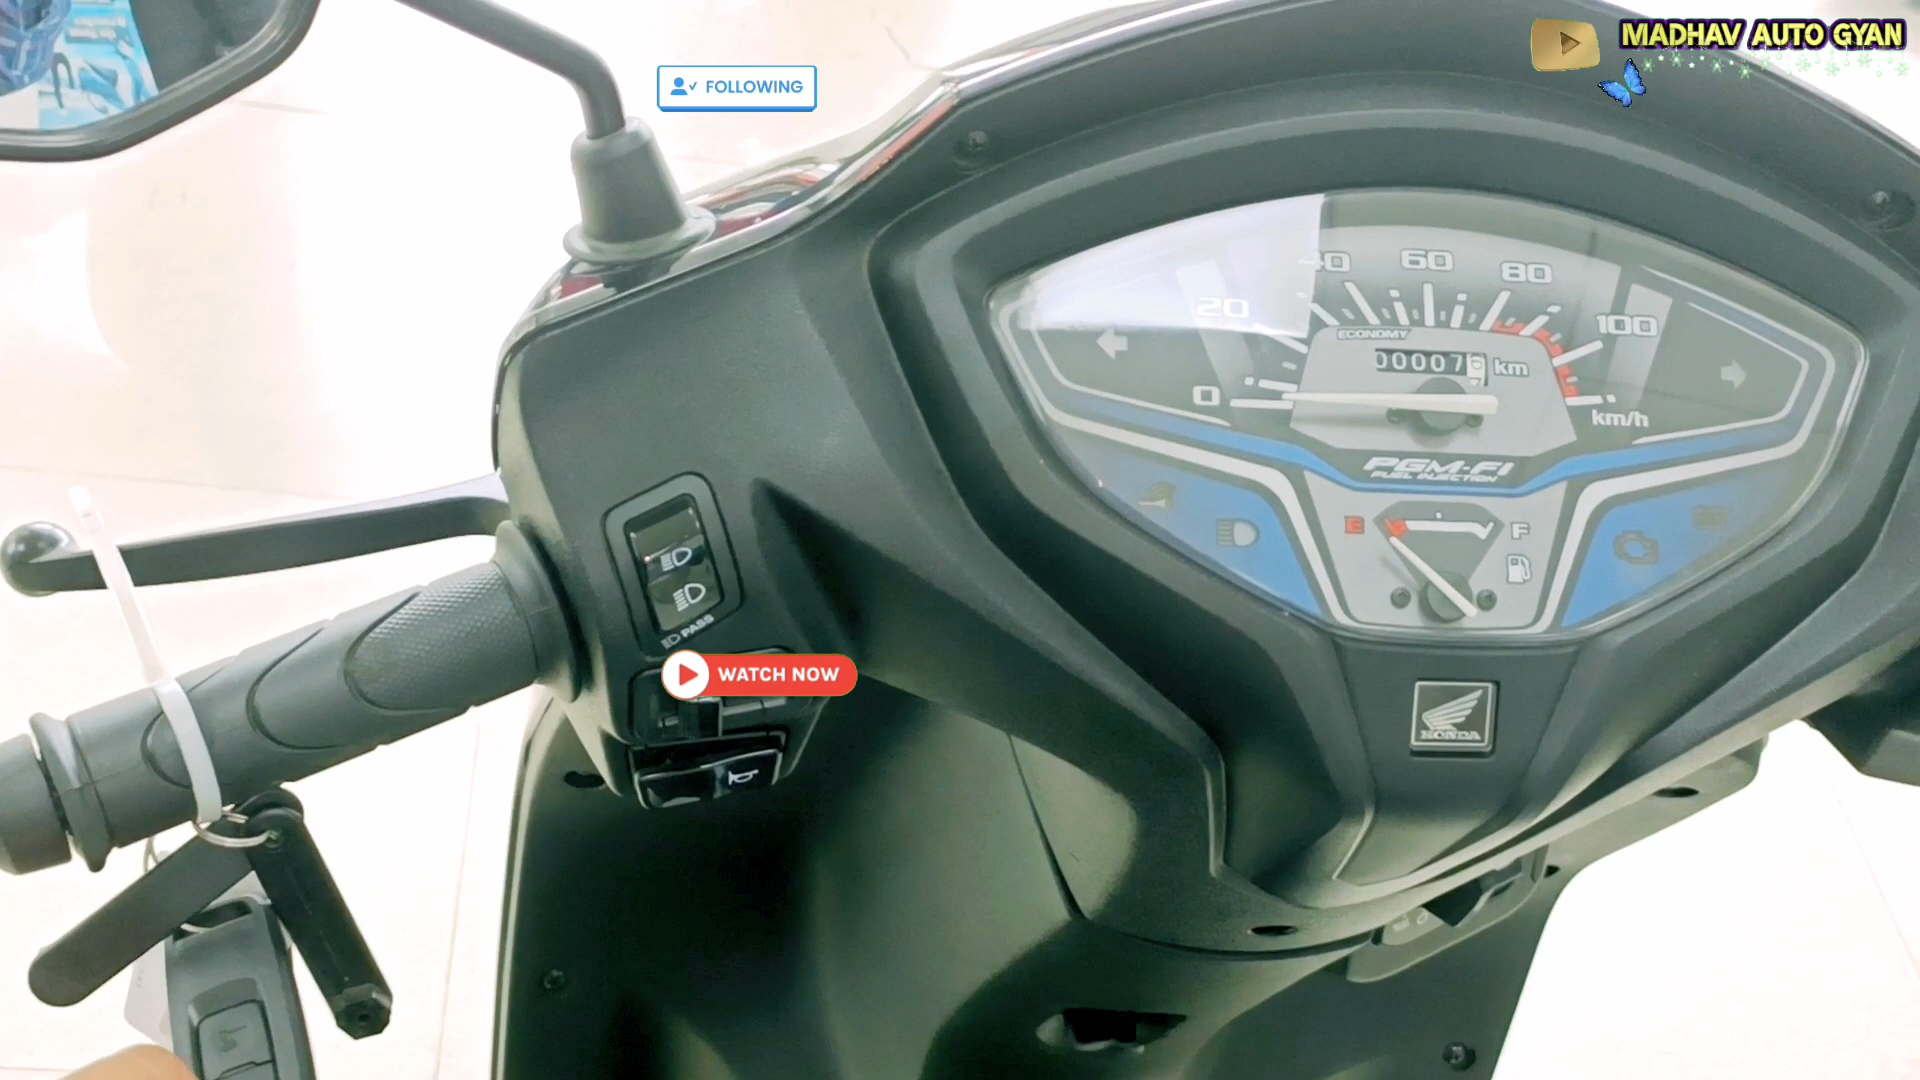 MADHAV AUTO GYAN
FOLLOWING
20 40 60 80 100
0
ECONOMY
00007 km
km/h
PGM-FI
FUEL INJECTION
E F
PASS
WATCH NOW
HONDA